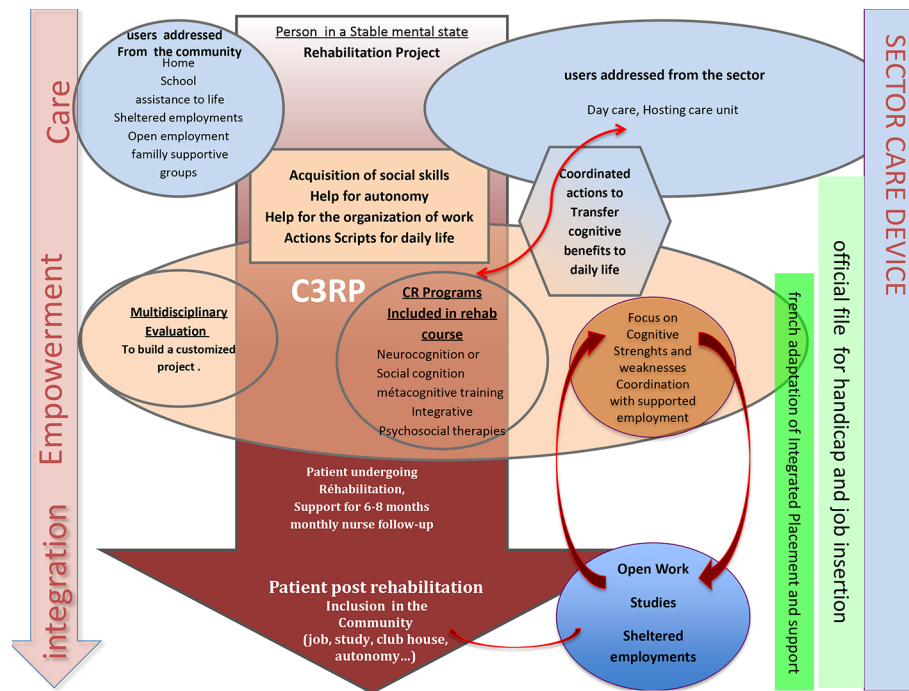 Care
Empowerment
integration
users addressed
From the community
Home
School
assistance to life
Sheltered employments
Open employment
familly supportive
groups
Person in a Stable mental state
Rehabilitation Project
users addressed from the sector
Day care, Hosting care unit
Acquisition of social skills
Help for autonomy
Help for the organization of work
Actions Scripts for daily life
Coordinated
actions to
Transfer
cognitive
benefits to
daily life
C3RP
Multidisciplinary
Evaluation
To build a customized
project .
CR Programs
Included in rehab
course
Neurocognition or
Social cognition
métacognitive training
Integrative
Psychosocial therapies
Focus on
Cognitive
Strenghts and
weaknesses
Coordination
with supported
employment
Patient undergoing
Réhabilitation,
Support for 6-8 months
monthly nurse follow-up
Patient post rehabilitation
Inclusion in the
Community
(job, study, club house,
autonomy...)
Open Work
Studies
Sheltered
employments
french adaptation of Integrated Placement and support
official file for handicap and job insertion
SECTOR CARE DEVICE